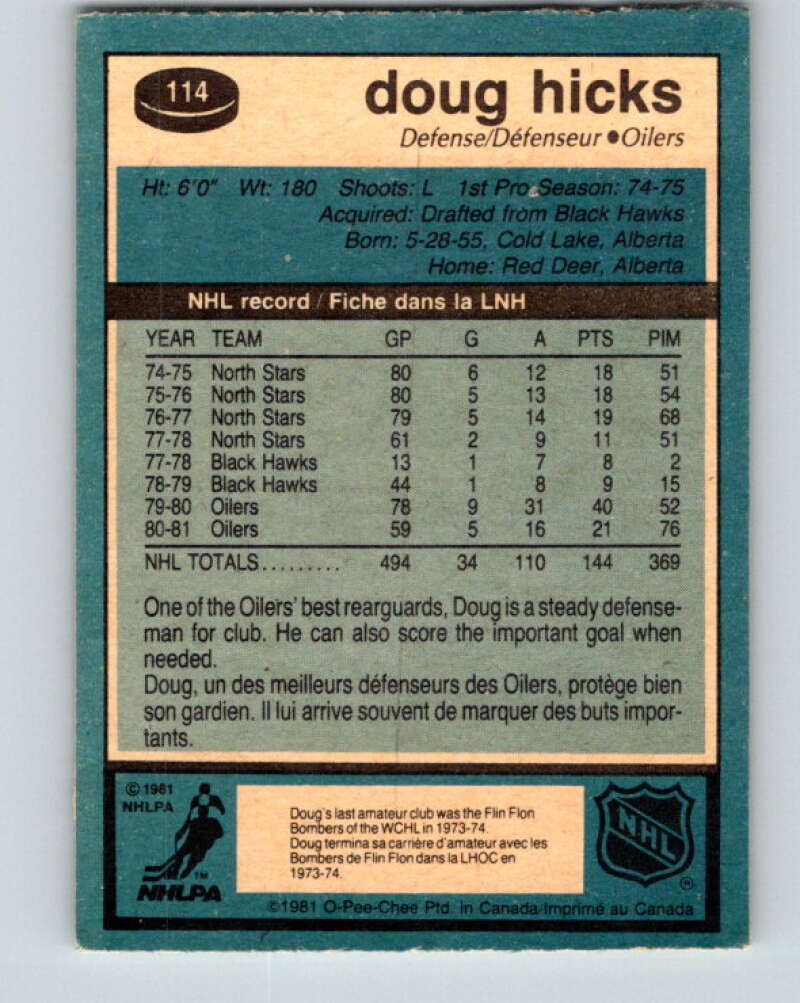 114
doug hicks
Defense/Défenseur ● Oilers
Ht: 6'0" Wt: 180 Shoots: L 1st Pro Season: 74-75
Acquired: Drafted from Black Hawks
Born: 5-28-55, Cold Lake, Alberta
Home: Red Deer, Alberta
NHL record / Fiche dans la LNH
YEAR TEAM GP G A PTS PIM
74-75 North Stars 80 6 12 18 51
75-76 North Stars 80 5 13 18 54
76-77 North Stars 79 5 14 19 68
77-78 North Stars 61 2 9 11 51
77-78 Black Hawks 13 1 7 8 2
78-79 Black Hawks 44 1 8 9 15
79-80 Oilers 78 9 31 40 52
80-81 Oilers 59 5 16 21 76
NHL TOTALS......... 494 34 110 144 369
One of the Oilers' best rearguards, Doug is a steady defense-
man for club. He can also score the important goal when
needed.
Doug, un des meilleurs défenseurs des Oilers, protège bien
son gardien. Il lui arrive souvent de marquer des buts impor-
tants.
© 1981
NHLPA
Doug's last amateur club was the Flin Flon
Bombers of the WCHL in 1973-74.
Doug termina sa carrière d'amateur avec les
Bombers de Flin Flon dans la LHOC en
1973-74.
TM
NHLPA
NHL
®
©1981 O-Pee-Chee Ptd. in Canada/Imprimé au Canada